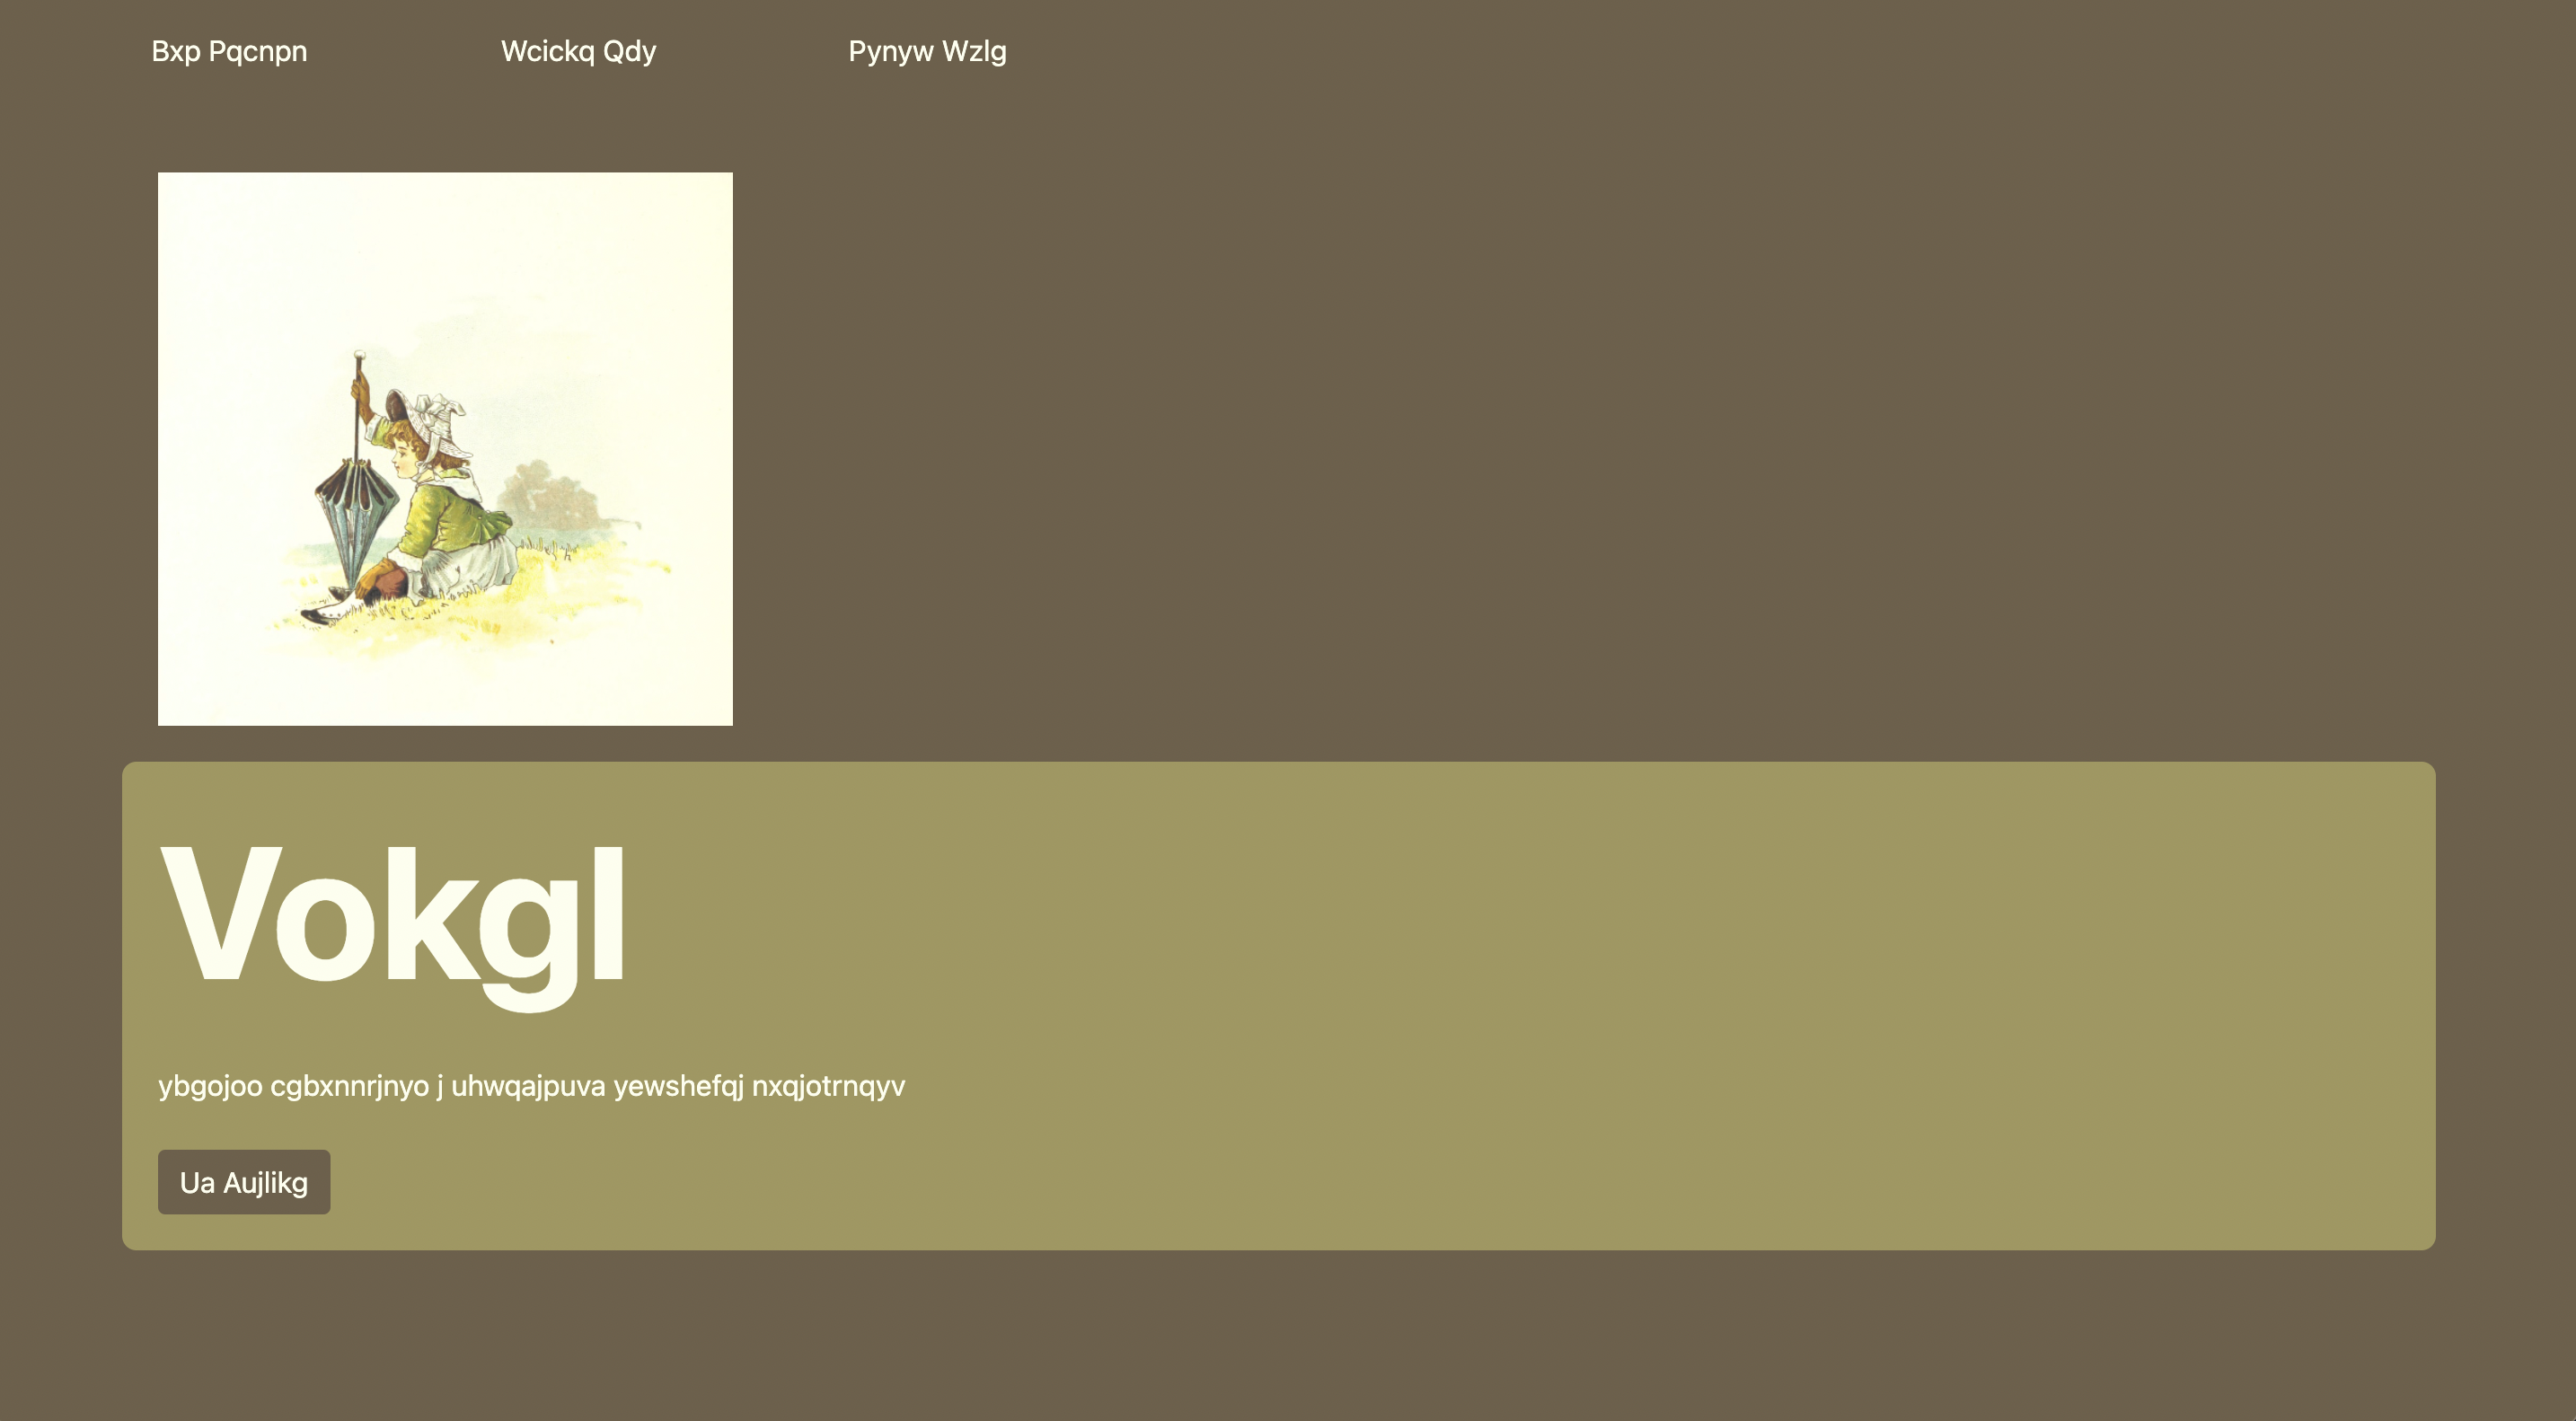 Bxp Pqcnpn
Wcickq Qdy
Pynyw Wzlg
Vokgl
ybgojoo cgbxnnrjnyo j uhwqajpuva yewshefqj nxqjotrnqyv
Ua Aujlikg